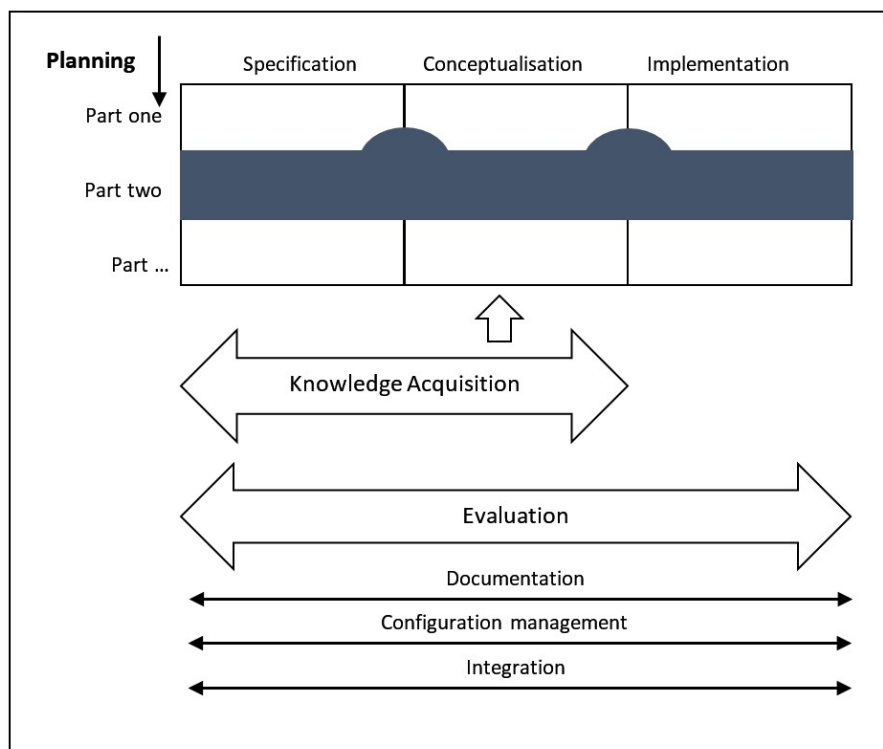 Planning
Specification
Conceptualisation
Implementation
Part one
Part two
Part ...
Knowledge Acquisition
Evaluation
Documentation
Configuration management
Integration